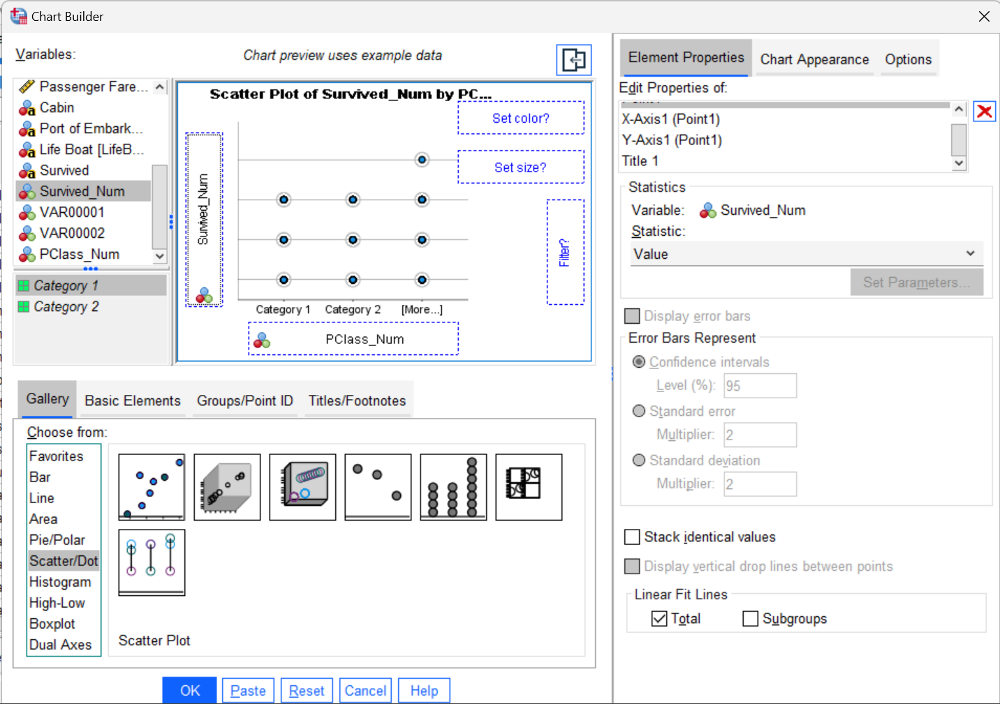 Chart Builder
Variables:
Chart preview uses example data
Passenger Fare...
Cabin
Port of Embark...
Life Boat [LifeB...
Survived
Survived_Num
VAR00001
VAR00002
PClass_Num
Category 1
Category 2
Scatter Plot of Survived_Num by PC...
Set color?
Set size?
Filter?
Survived_Num
Category 1 Category 2 [More...]
PClass_Num
Gallery Basic Elements Groups/Point ID Titles/Footnotes
Choose from:
Favorites
Bar
Line
Area
Pie/Polar
Scatter/Dot
Histogram
High-Low
Boxplot
Dual Axes
Scatter Plot
OK Paste Reset Cancel Help
Element Properties Chart Appearance Options
Edit Properties of:
X-Axis1 (Point1)
Y-Axis1 (Point1)
Title 1
Statistics
Variable: Survived_Num
Statistic:
Value
Set Parameters...
Display error bars
Error Bars Represent
Confidence intervals
Level (%): 95
Standard error
Multiplier: 2
Standard deviation
Multiplier: 2
Stack identical values
Display vertical drop lines between points
Linear Fit Lines
Total Subgroups